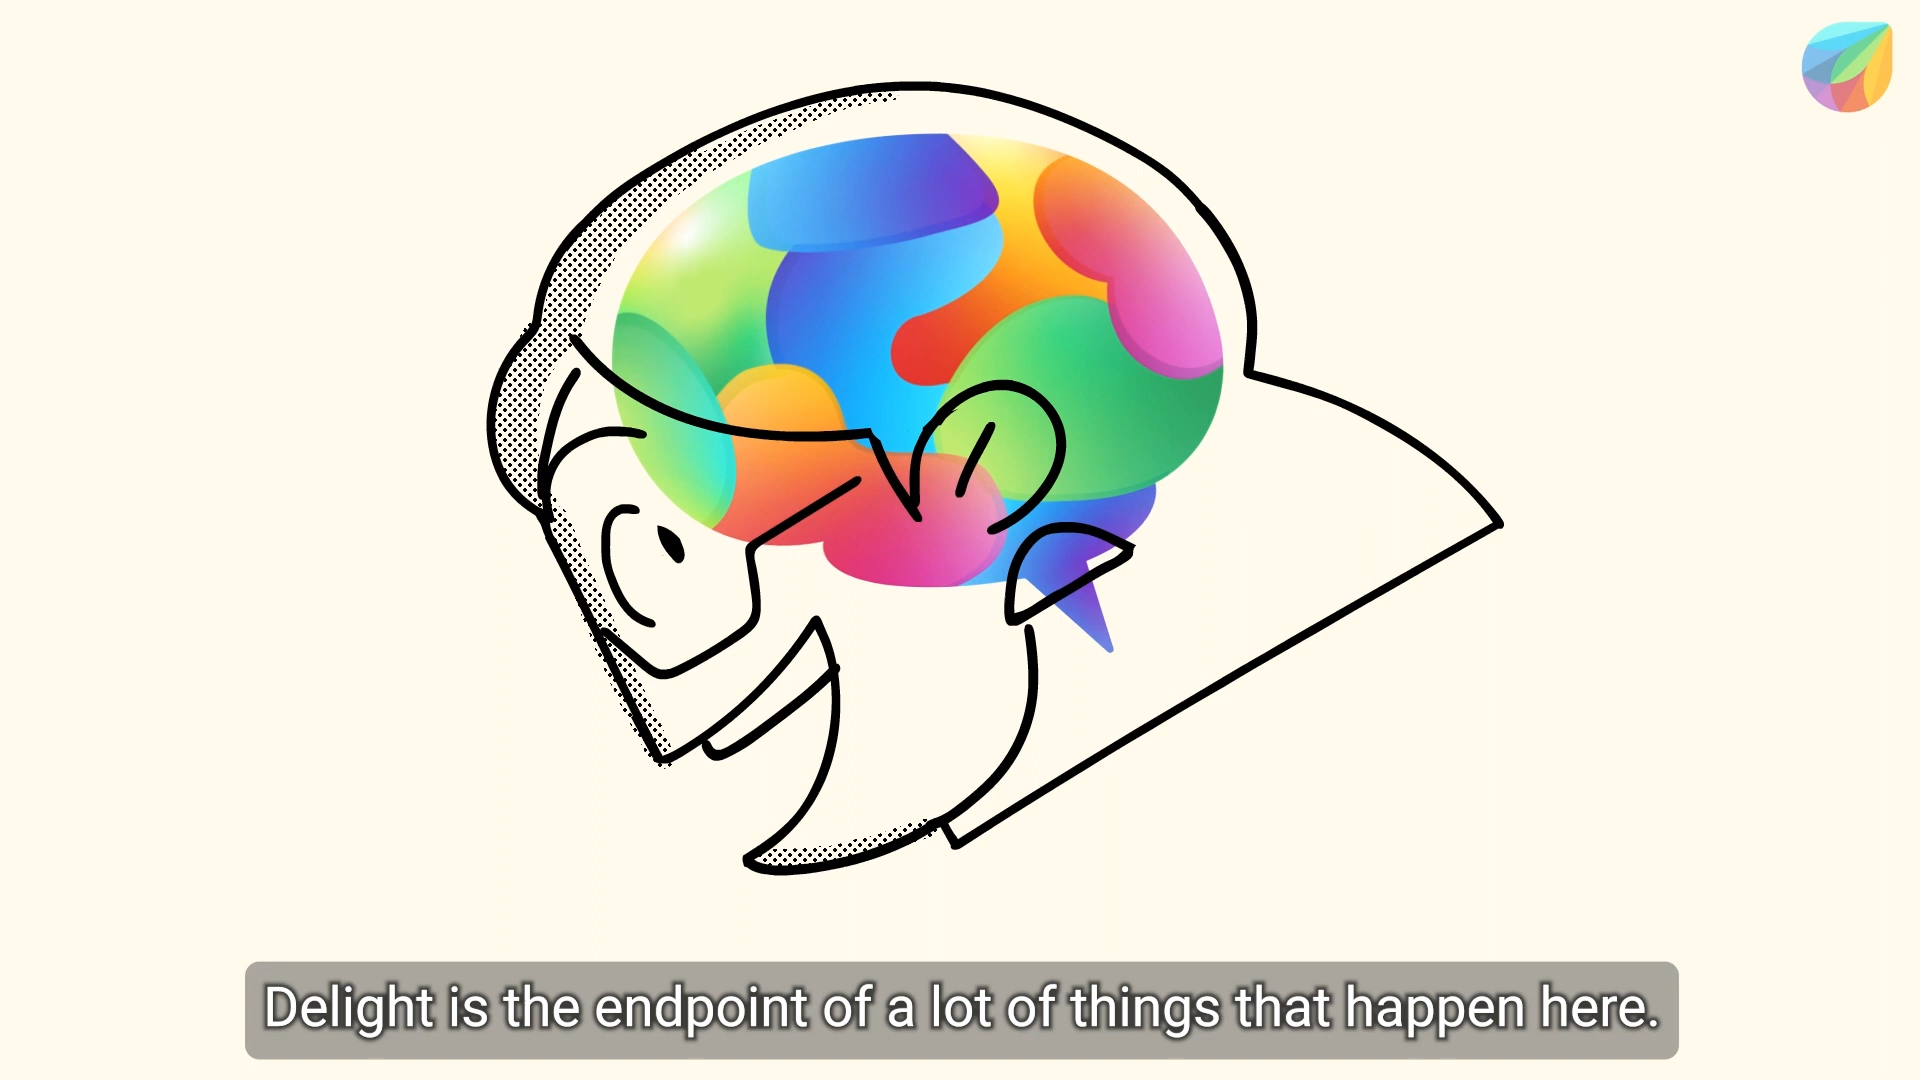 Delight is the endpoint of a lot of things that happen here.